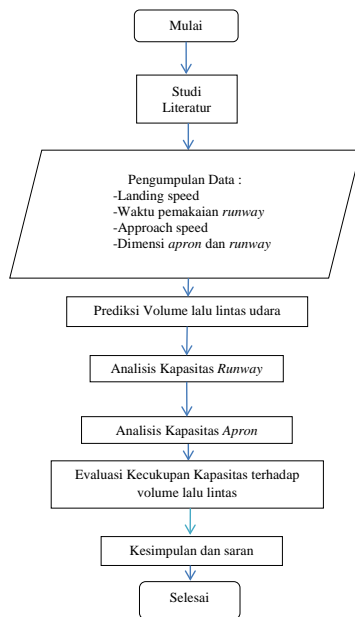 Mulai
Studi
Literatur
Pengumpulan Data :
-Landing speed
-Waktu pemakaian runway
-Approach speed
-Dimensi apron dan runway
Prediksi Volume lalu lintas udara
Analisis Kapasitas Runway
Analisis Kapasitas Apron
Evaluasi Kecukupan Kapasitas terhadap
volume lalu lintas
Kesimpulan dan saran
Selesai